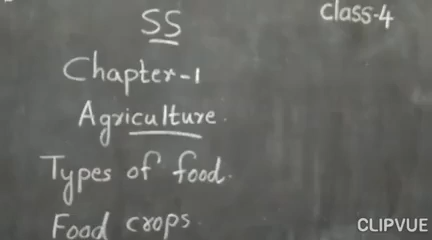 SS
Class-4
Chapter-1
Agriculture.
Types of food.
Food crops.
CLIPVUE